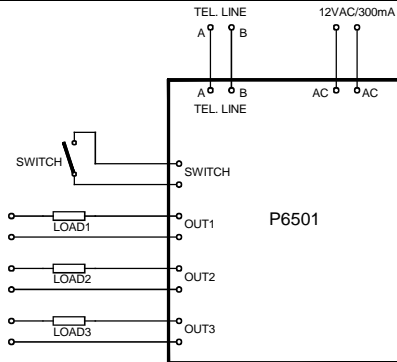 TEL. LINE 12VAC/300mA
A B
A B AC AC
TEL. LINE
SWITCH
SWITCH
OUT1 P6501
LOAD1
OUT2
LOAD2
OUT3
LOAD3